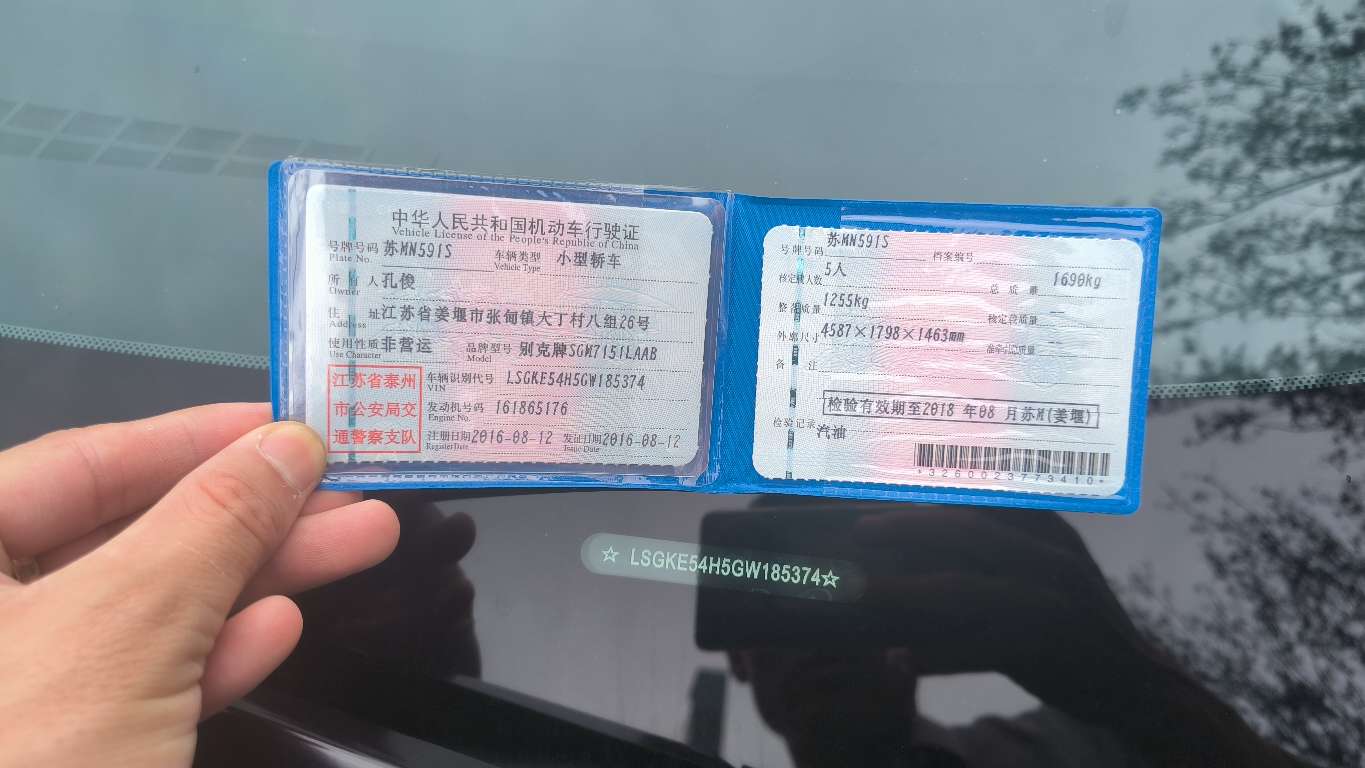 中华人民共和国机动车行驶证
Vehicle License of the People's Republic of China
号牌号码 苏MN591S 车辆类型 小型轿车
Plate No. Vehicle Type
所有人 孔俊
Owner
住址 江苏省姜堰市张甸镇大丁村八组26号
Address
使用性质 非营运 品牌型号 别克牌SGM7151LAAB
Use Character Model
江苏省泰州
市公安局交
通警察支队
车辆识别代号 LSGKE54H5GW185374
VIN
发动机号码 161865176
Engine No.
注册日期 2016-08-12 发证日期 2016-08-12
Register Date Issue Date
号牌号码 苏MN591S 档案编号
核定载人数 5人 总质量 1690kg
整备质量 1255kg 核定载质量 --
外廓尺寸 4587×1798×1463mm 准牵引总质量 --
备注
检验有效期至2018 年08 月苏M(姜堰)
检验记录 汽油
*3260023773410*
☆ LSGKE54H5GW185374☆